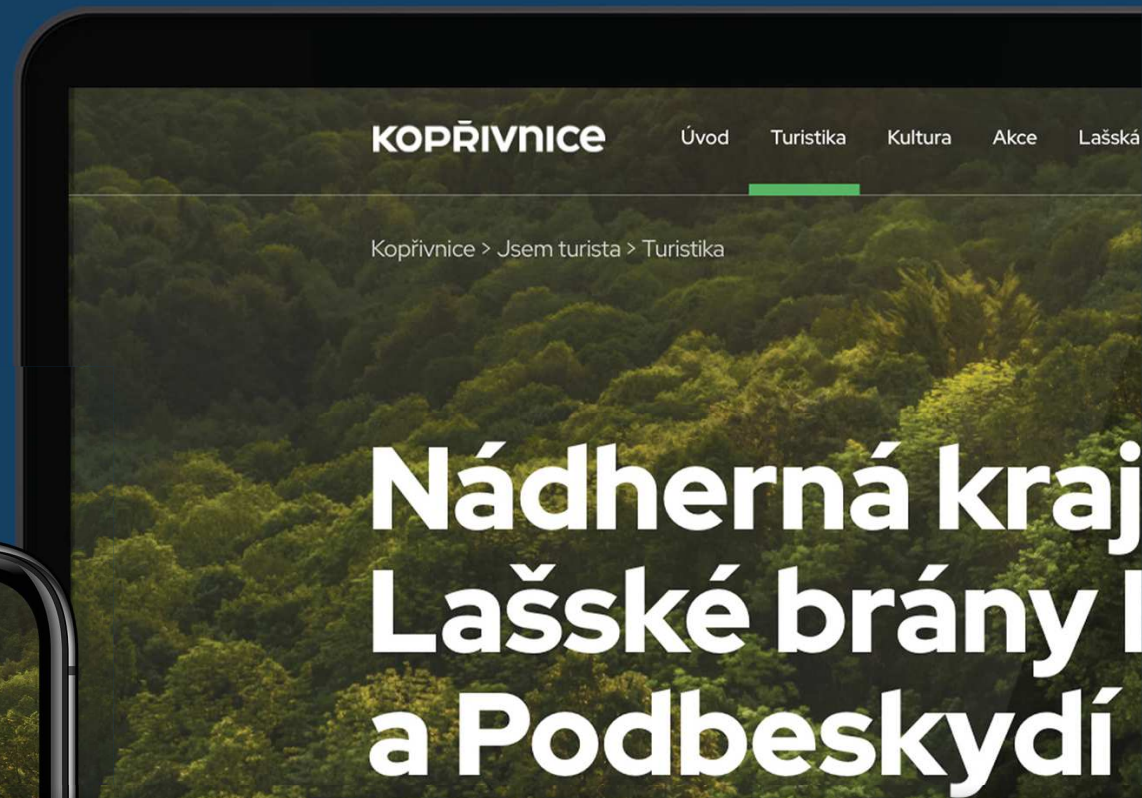 KOPŘIVNICE Úvod Turistika Kultura Akce Lašská
Kopřivnice > Jsem turista > Turistika
Nádherná kraj
Lašské brány
a Podbeskydí